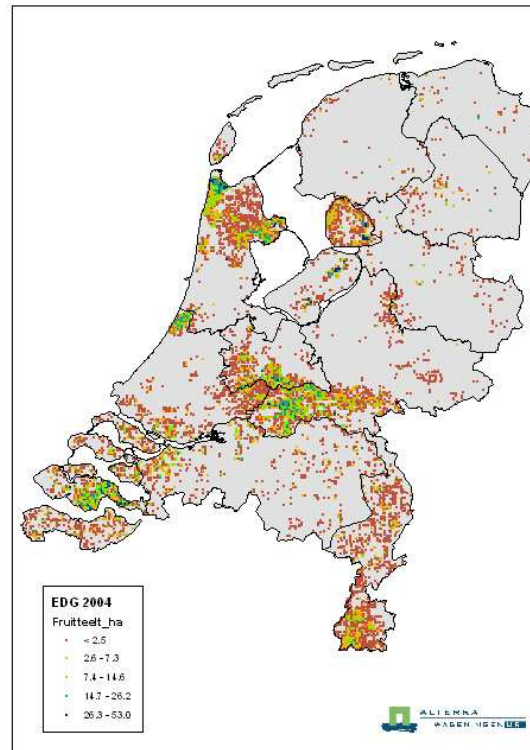 EDG 2004
Fruitteelt_ha
< 2.5
2.6 - 7.3
7.4 - 14.6
14.7 - 26.2
26.3 - 53.0
ALTERRA
WAGENINGEN UR